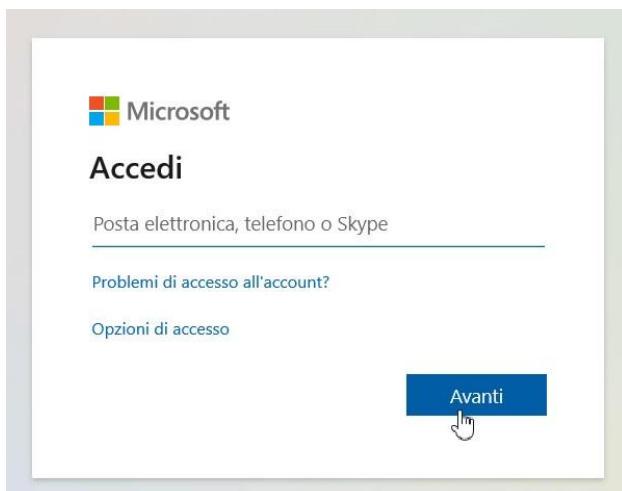 Microsoft
Accedi
Posta elettronica, telefono o Skype
Problemi di accesso all'account?
Opzioni di accesso
Avanti